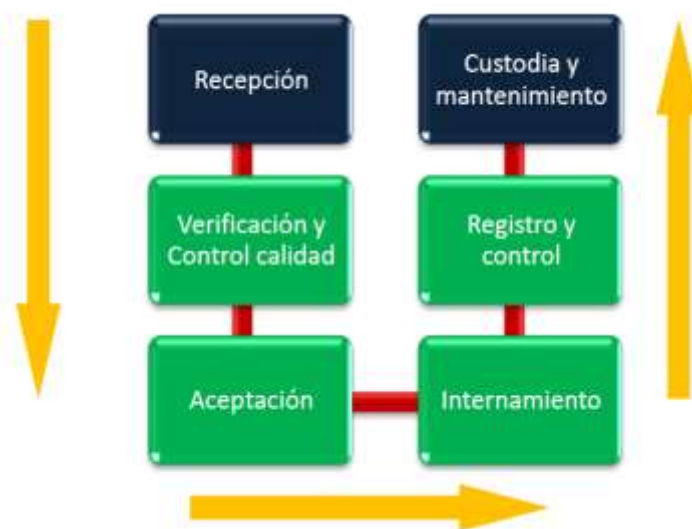 Recepción
Verificación y
Control calidad
Aceptación
Internamiento
Registro y
control
Custodia y
mantenimiento